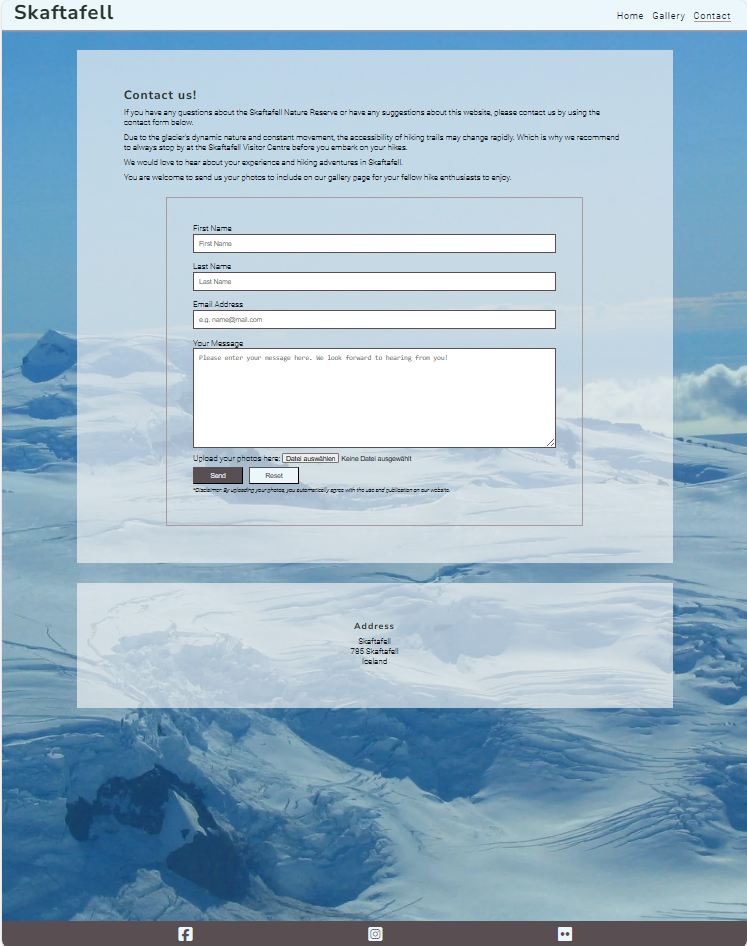 Skaftafell
Home Gallery Contact
Contact us!
If you have any questions about the Skaftafell Nature Reserve or have any suggestions about this website, please contact us by using the
contact form below.
Due to the glacier's dynamic nature and constant movement, the accessibility of hiking trails may change rapidly. Which is why we recommend
to always stop by at the Skaftafell Visitor Centre before you embark on your hikes.
We would love to hear about your experience and hiking adventures in Skaftafell.
You are welcome to send us your photos to include on our gallery page for your fellow hike enthusiasts to enjoy.
First Name
First Name
Last Name
Last Name
Email Address
e.g. name@mail.com
Your Message
Please enter your message here. We look forward to hearing from you!
Upload your photos here: Datei auswählen Keine Datei ausgewählt
Send Reset
*Disclaimer: By uploading your photos, you automatically agree with the use and publication on our website.
Address
Skaftafell
785 Skaftafell
Iceland